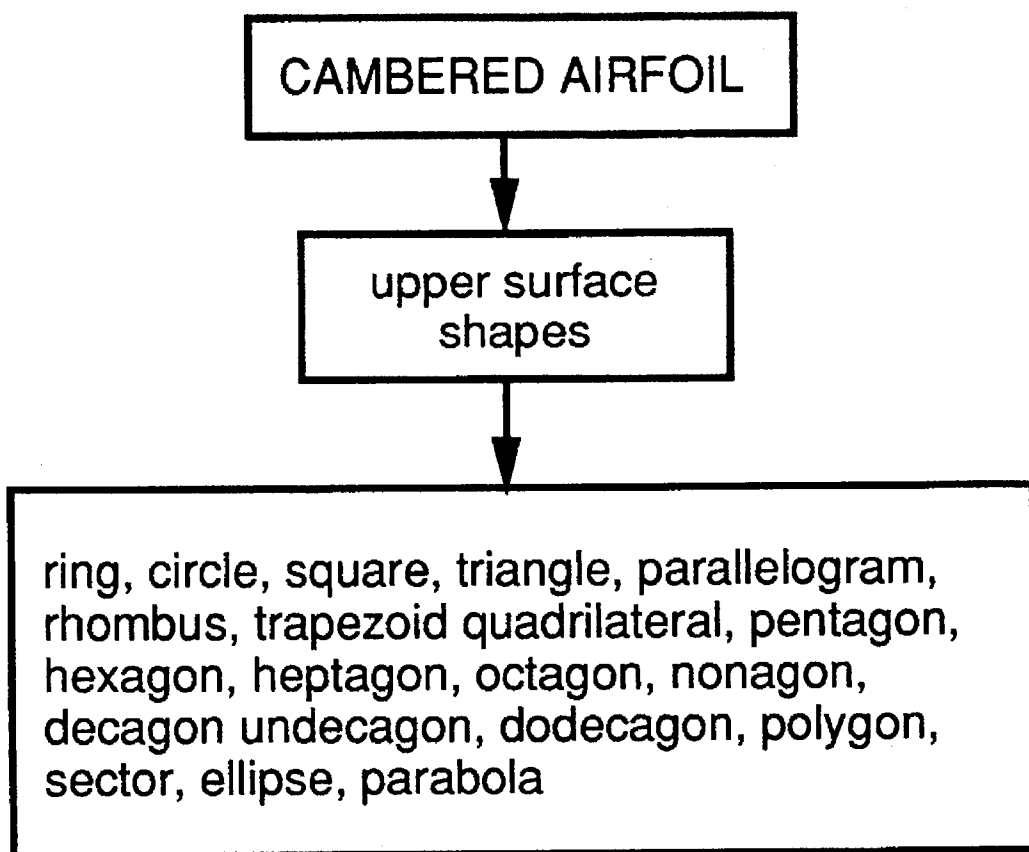 CAMBERED AIRFOIL
upper surface
shapes
ring, circle, square, triangle, parallelogram,
rhombus, trapezoid quadrilateral, pentagon,
hexagon, heptagon, octagon, nonagon,
decagon undecagon, dodecagon, polygon,
sector, ellipse, parabola